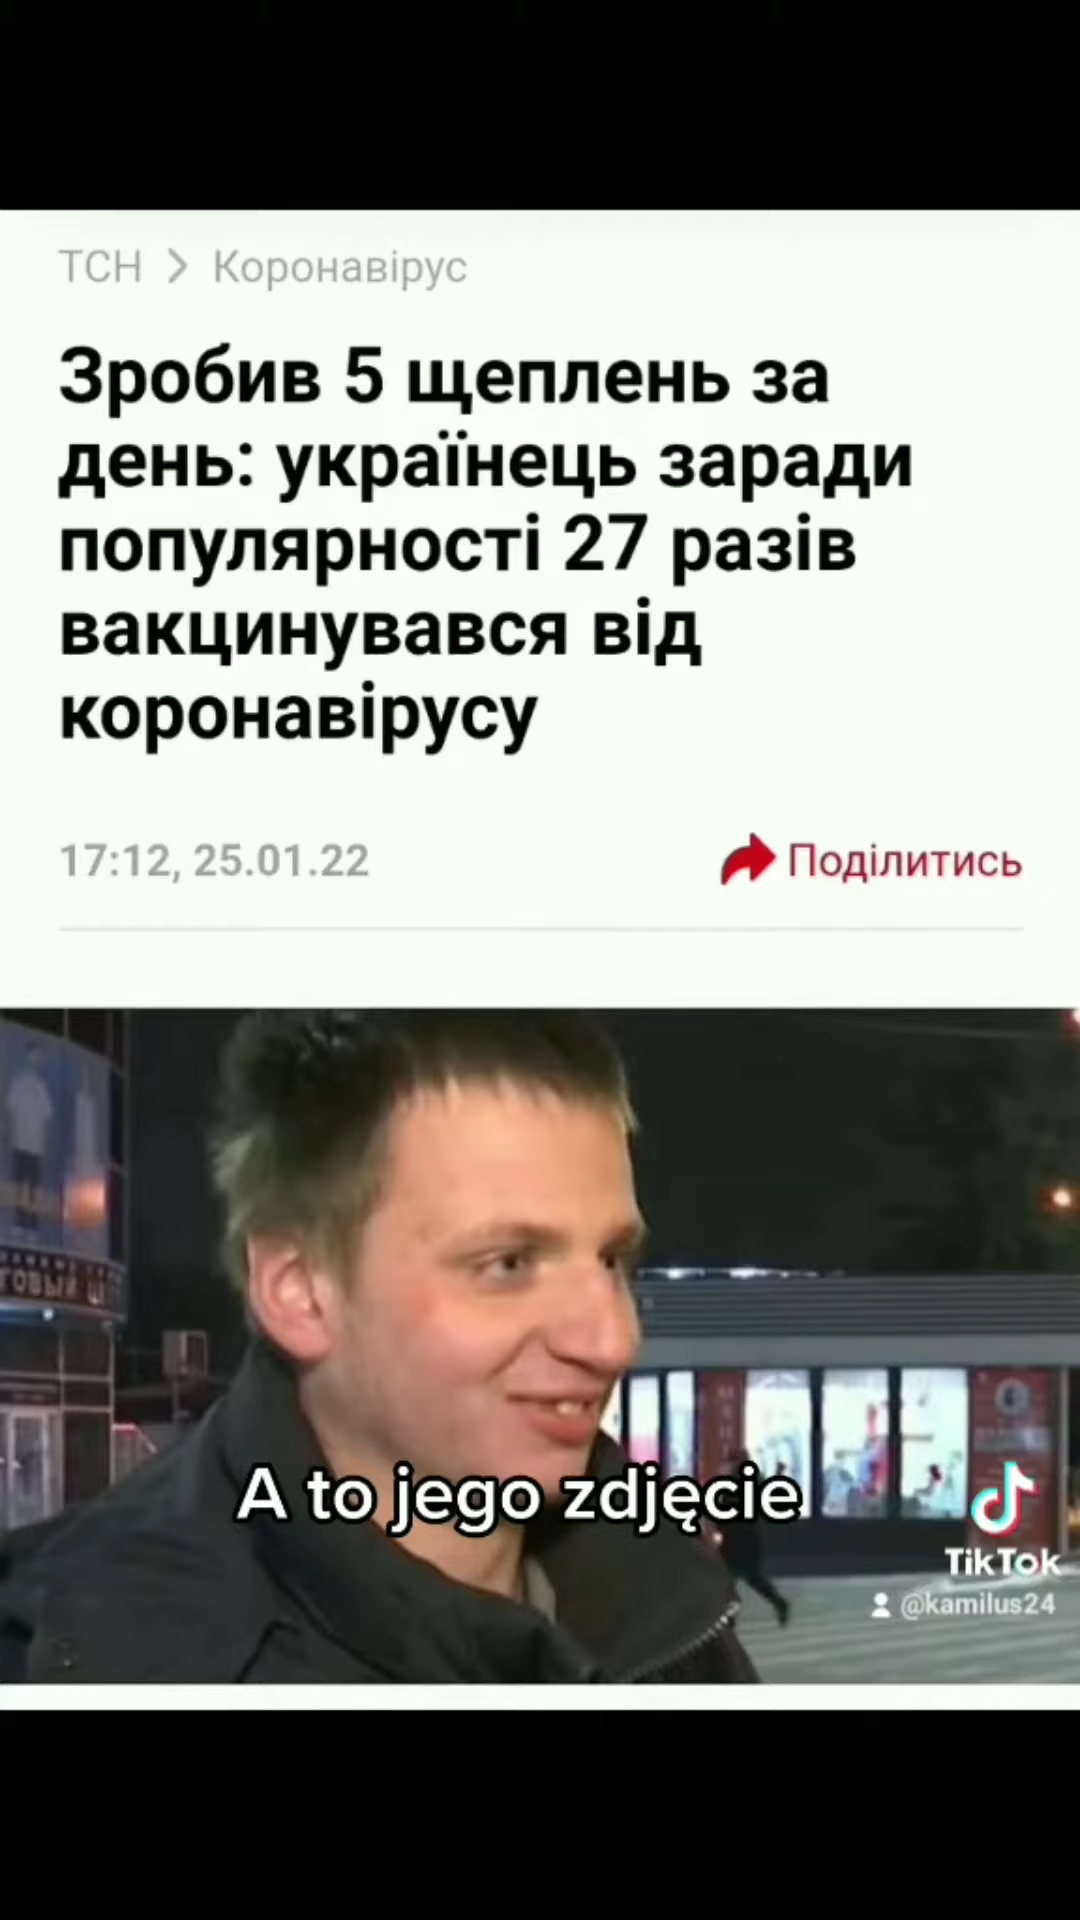 ТСН > Коронавірус
Зробив 5 щеплень за
день: українець заради
популярності 27 разів
вакцинувався від
коронавірусу
17:12, 25.01.22
Поділитись
A to jego zdjęcie.
TikTok
@kamilus24